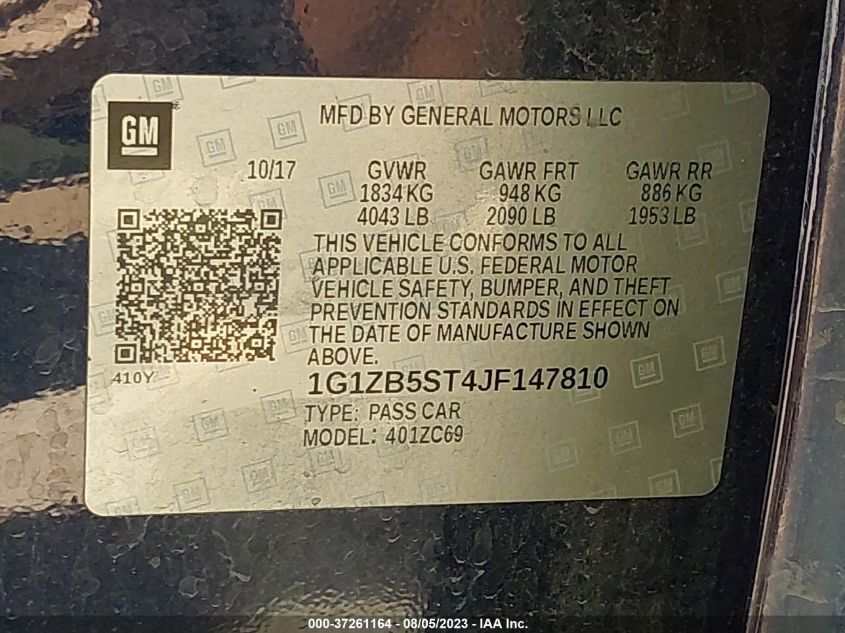 GM
MFD BY GENERAL MOTORS LLC
10/17 GVWR GAWR FRT GAWR RR
1834 KG 948 KG 886 KG
4043 LB 2090 LB 1953 LB
THIS VEHICLE CONFORMS TO ALL
APPLICABLE U.S. FEDERAL MOTOR
VEHICLE SAFETY, BUMPER, AND THEFT
PREVENTION STANDARDS IN EFFECT ON
THE DATE OF MANUFACTURE SHOWN
ABOVE.
410Y
1G1ZB5ST4JF147810
TYPE: PASS CAR
MODEL: 401ZC69
000-37261164 - 08/05/2023 - IAA Inc.